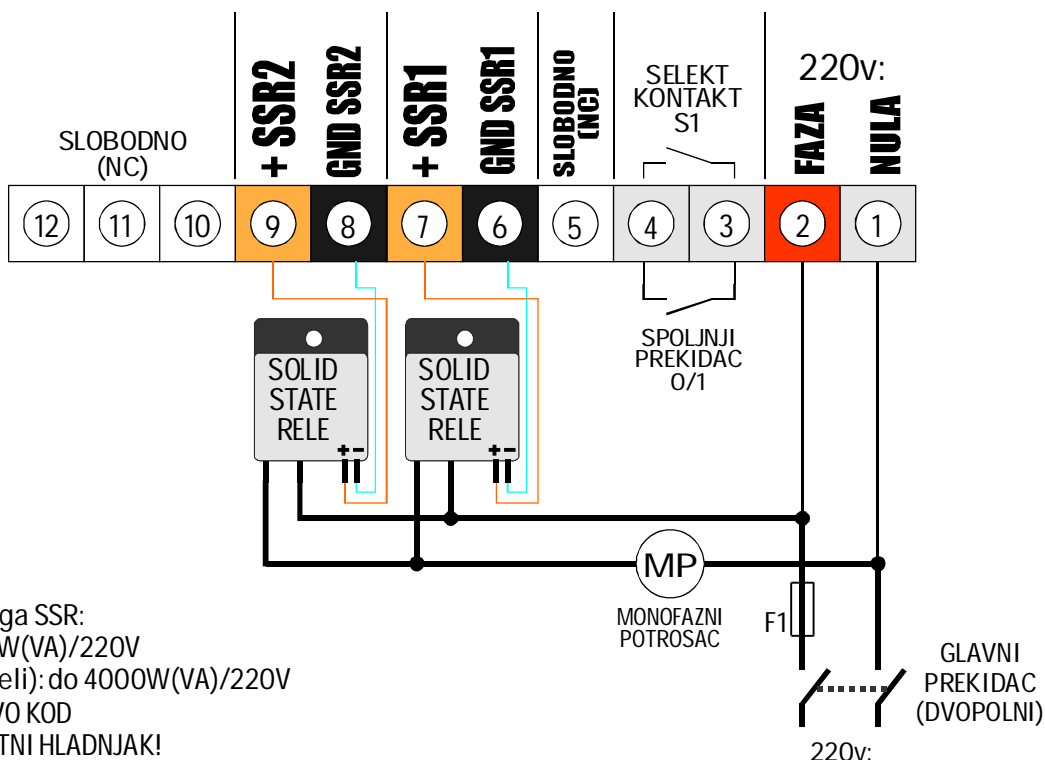 SLOBODNO
(NC)
+ SSR2
GND SSR2
+ SSR1
GND SSR1
SLOBODNO
(NC)
SELEKT
KONTAKT
S1
220v:
FAZA
NULA
12
11
10
9
8
7
6
5
4
3
2
1
SPOLJNJI
PREKIDAC
0/1
SOLID
STATE
RELE
+-
SOLID
STATE
RELE
+-
MP
MONOFAZNI
POTROSAC
F1
GLAVNI
PREKIDAC
(DVOPOLNI)
220v:
ga SSR:
W(VA)/220V
eli): do 4000W(VA)/220V
VO KOD
TNI HLADNJAK!